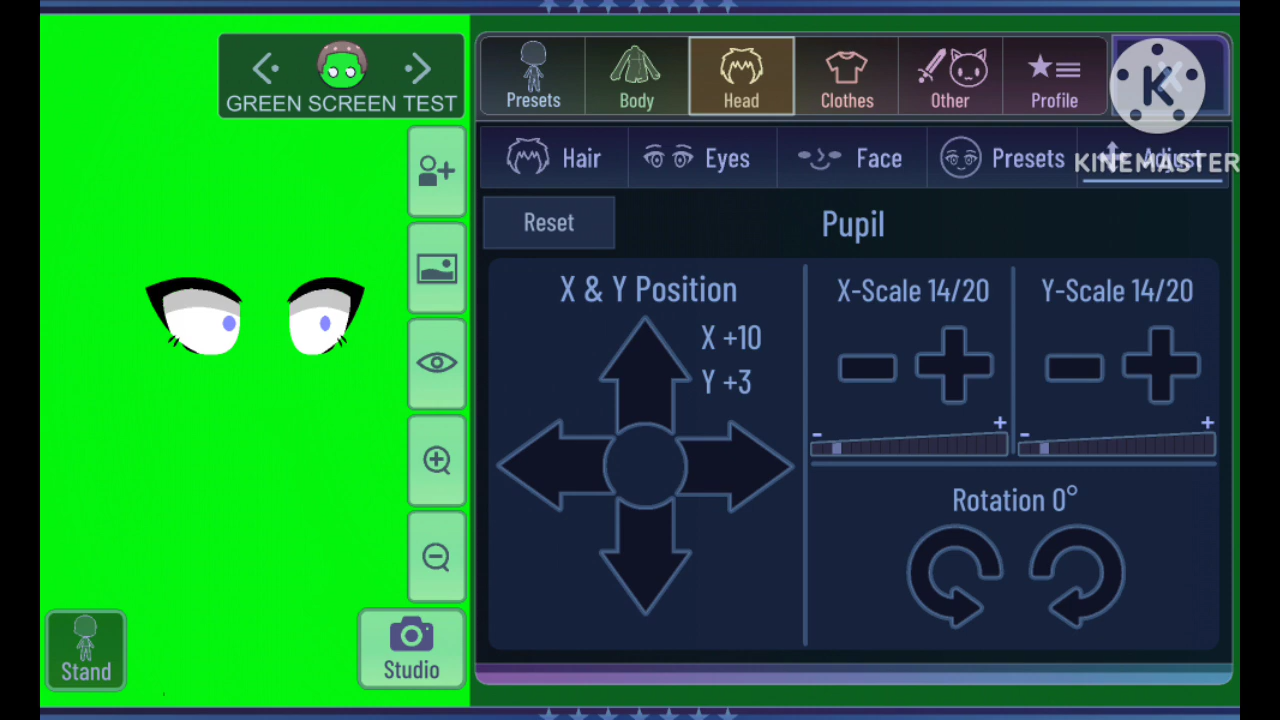 GREEN SCREEN TEST
Presets
Body
Head
Clothes
Other
Profile
K
Hair
Eyes
Face
Presets
Adjust
KINEMASTER
Reset
Pupil
X & Y Position
X +10
Y +3
X-Scale 14/20
Y-Scale 14/20
- +
- +
Rotation 0°
Stand
Studio